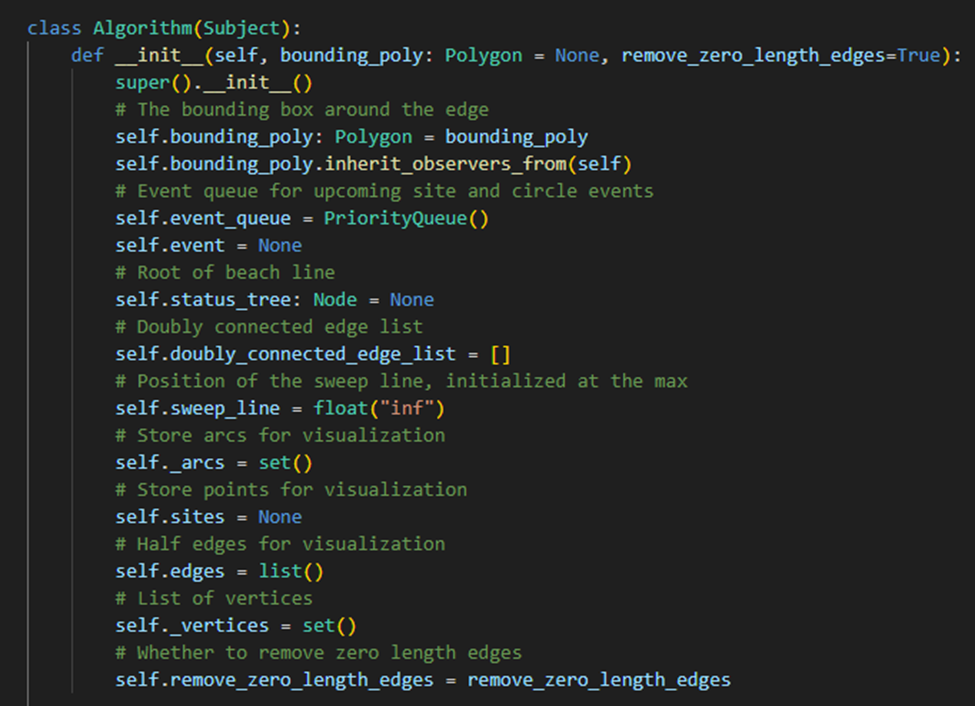 class Algorithm(Subject):
    def __init__(self, bounding_poly: Polygon = None, remove_zero_length_edges=True):
        super().__init__()
        # The bounding box around the edge
        self.bounding_poly: Polygon = bounding_poly
        self.bounding_poly.inherit_observers_from(self)
        # Event queue for upcoming site and circle events
        self.event_queue = PriorityQueue()
        self.event = None
        # Root of beach line
        self.status_tree: Node = None
        # Doubly connected edge list
        self.doubly_connected_edge_list = []
        # Position of the sweep line, initialized at the max
        self.sweep_line = float("inf")
        # Store arcs for visualization
        self._arcs = set()
        # Store points for visualization
        self.sites = None
        # Half edges for visualization
        self.edges = list()
        # List of vertices
        self._vertices = set()
        # Whether to remove zero length edges
        self.remove_zero_length_edges = remove_zero_length_edges